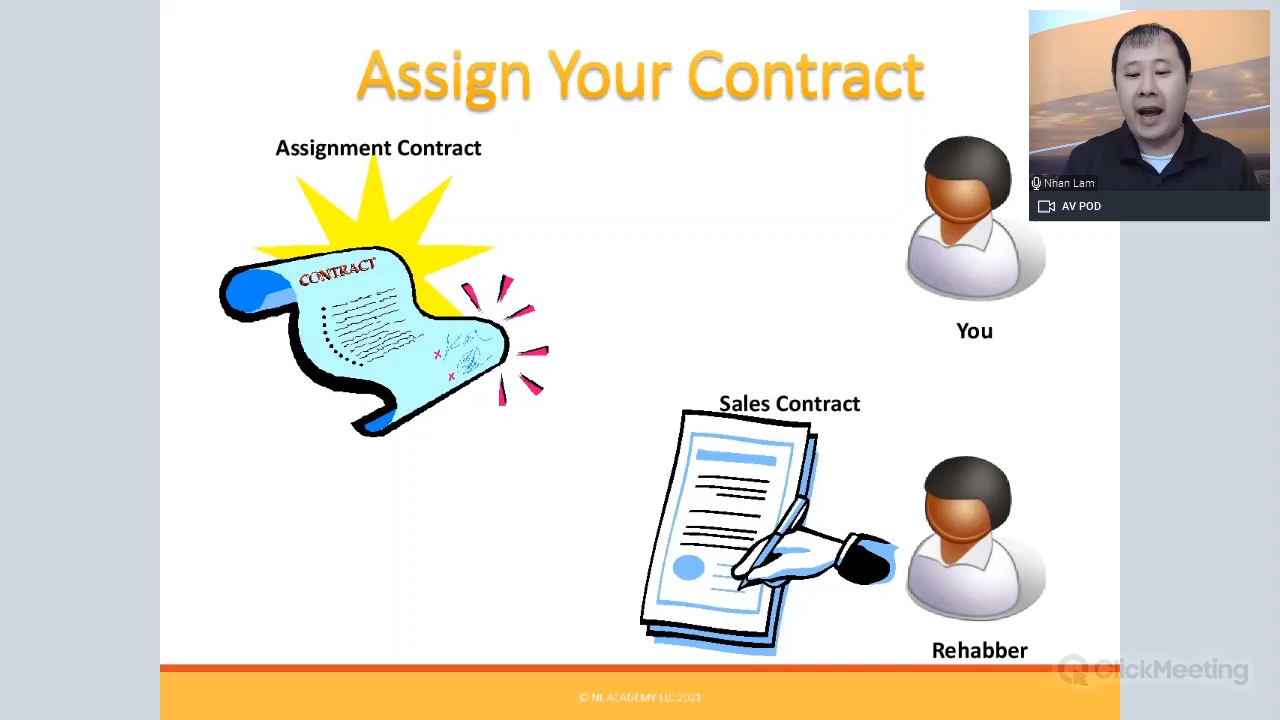 Assign Your Contract
Assignment Contract
CONTRACT
x
x
You
Sales Contract
Rehabber
Nhan Lam
AV POD
© NL ACADEMY LLC 2021
ClickMeeting